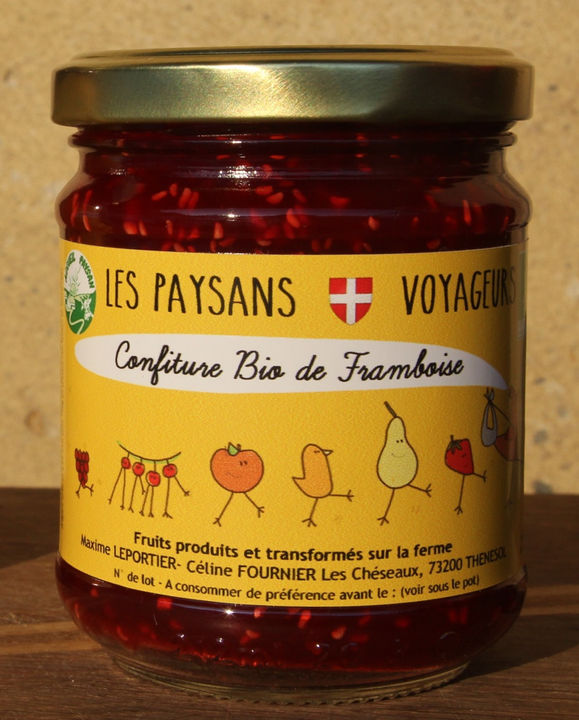 LES PAYSANS VOYAGEURS
Confiture Bio de Framboise
Fruits produits et transformés sur la ferme
Maxime LEPORTIER- Céline FOURNIER Les Chéseaux, 73200 THENESOL
N° de lot - A consommer de préférence avant le : (voir sous le pot)